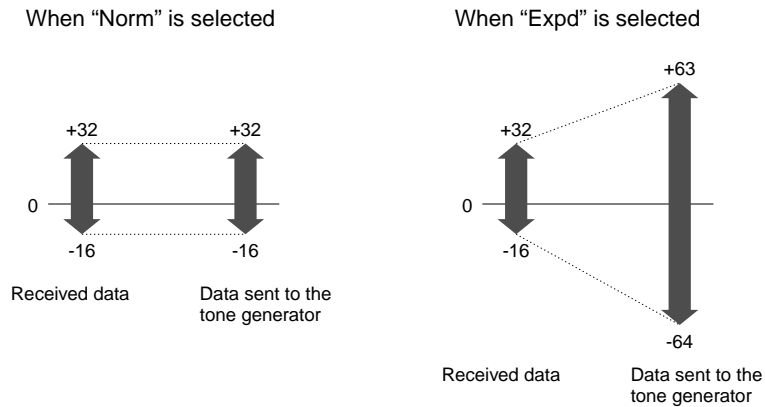 When “Norm” is selected
+32
+32
0
-16
-16
Received data
Data sent to the
tone generator
When “Expd” is selected
+63
+32
0
-16
-64
Received data
Data sent to the
tone generator